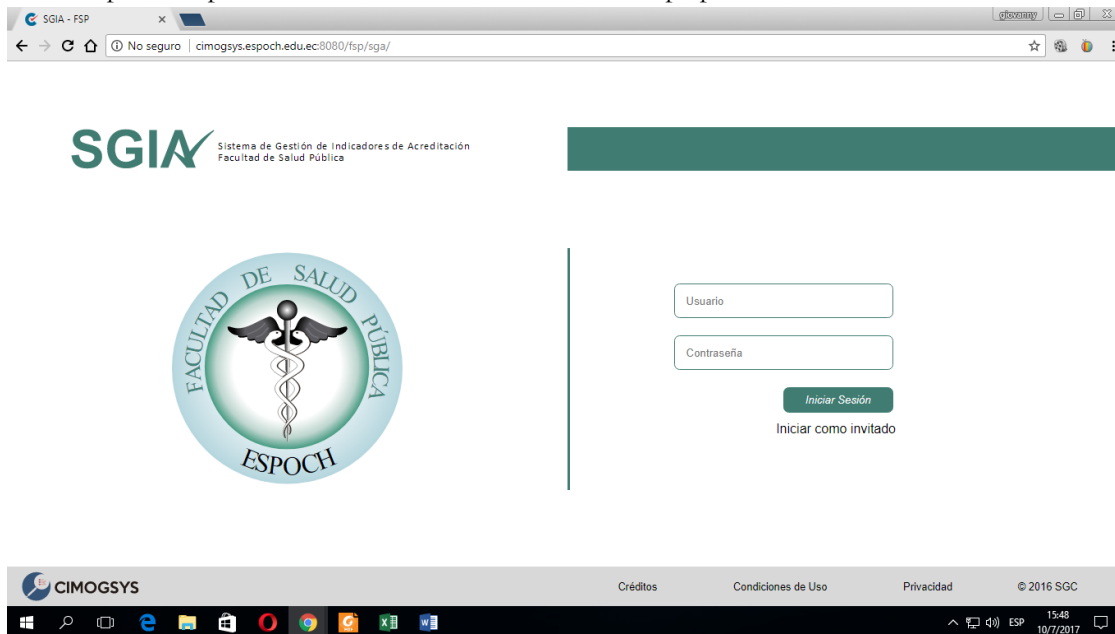 SGIA - FSP
giovanny
No seguro | cimogsys.espoch.edu.ec:8080/fsp/sga/
SGIA
Sistema de Gestión de Indicadores de Acreditación
Facultad de Salud Pública
FACULTAD DE SALUD PÚBLICA
ESPOCH
Usuario
Contraseña
Iniciar Sesión
Iniciar como invitado
CIMOGSYS
Créditos
Condiciones de Uso
Privacidad
© 2016 SGC
ESP
15:48
10/7/2017